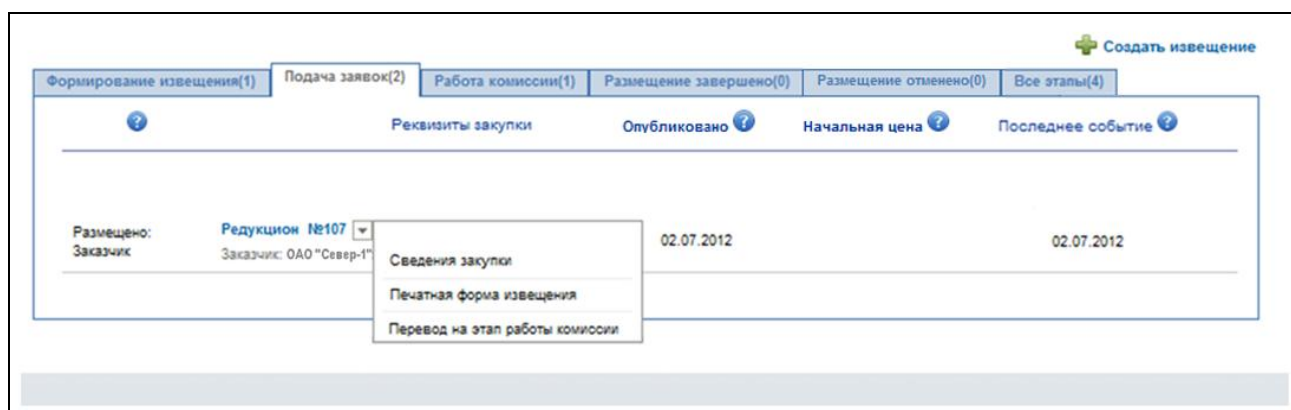 Создать извещение
Формирование извещения(1) Подача заявок(2) Работа комиссии(1) Размещение завершено(0) Размещение отменено(0) Все этапы(4)
Реквизиты закупки Опубликовано Начальная цена Последнее событие
Размещено: Редукцион №107 02.07.2012 02.07.2012
Заказчик Заказчик: ОАО "Север-1"
Сведения закупки
Печатная форма извещения
Перевод на этап работы комиссии